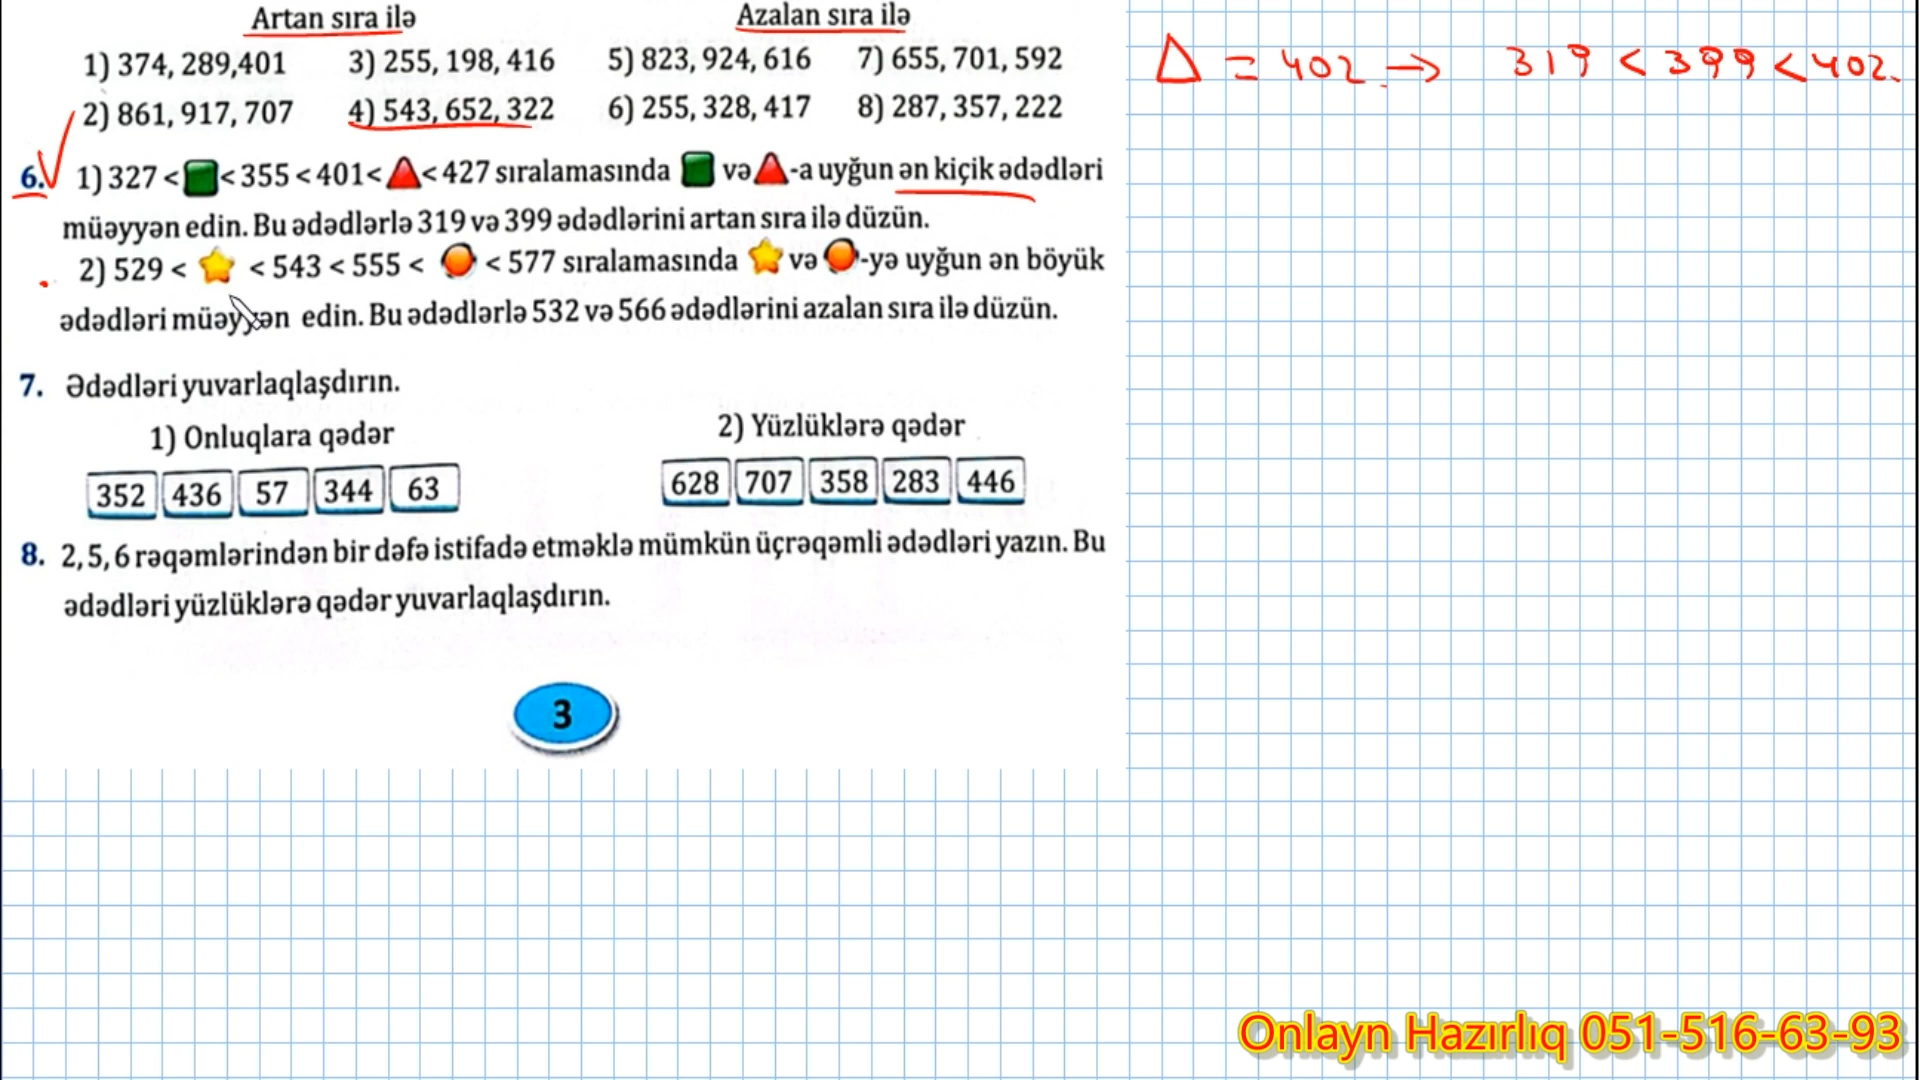 Artan sıra ilə
Azalan sıra ilə
1) 374, 289,401 3) 255, 198, 416 5) 823, 924, 616 7) 655, 701, 592
2) 861, 917, 707 4) 543, 652, 322 6) 255, 328, 417 8) 287, 357, 222
6. 1) 327 < < 355 < 401< < 427 sıralamasında və -a uyğun ən kiçik ədədləri
müəyyən edin. Bu ədədlərlə 319 və 399 ədədlərini artan sıra ilə düzün.
2) 529 < < 543 < 555 < < 577 sıralamasında və -yə uyğun ən böyük
ədədləri müəyyən edin. Bu ədədlərlə 532 və 566 ədədlərini azalan sıra ilə düzün.
7. Ədədləri yuvarlaqlaşdırın.
1) Onluqlara qədər
352 436 57 344 63
2) Yüzlüklərə qədər
628 707 358 283 446
8. 2, 5, 6 rəqəmlərindən bir dəfə istifadə etməklə mümkün üçrəqəmli ədədləri yazın. Bu
ədədləri yüzlüklərə qədər yuvarlaqlaşdırın.
3
Δ = 402 → 319 < 399 < 402.
Onlayn Hazırlıq 051-516-63-93